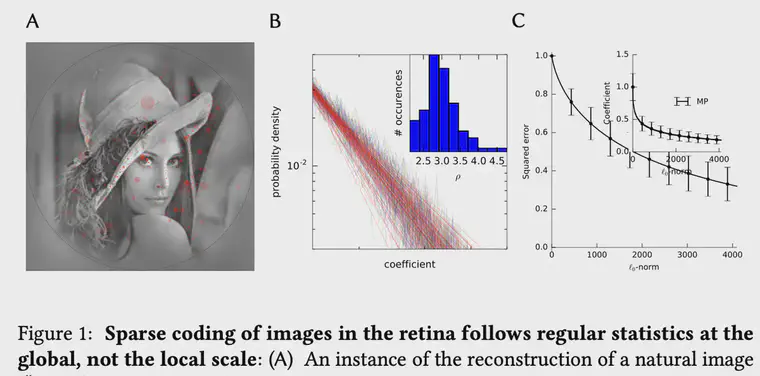 A
B
C
probability density
10⁻²
coefficient
# occurences
2.5 3.0 3.5 4.0 4.5
ρ
Squared error
1.0
0.8
0.6
0.4
0.2
0.0
0 1000 2000 3000 4000
ℓ₀-norm
Coefficient
1.5
1.0
0.5
0.0
0 2000 4000
ℓ₀-norm
MP
Figure 1: Sparse coding of images in the retina follows regular statistics at the
global, not the local scale: (A) An instance of the reconstruction of a natural image